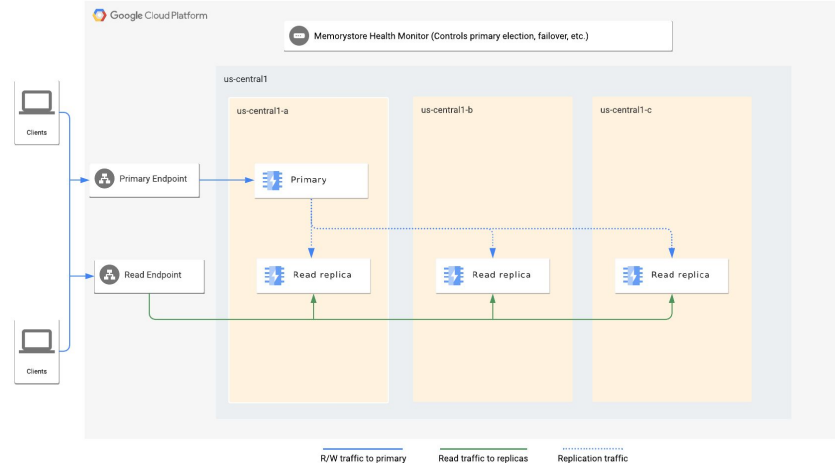 Google Cloud Platform
Memorystore Health Monitor (Controls primary election, failover, etc.)
us-central1
us-central1-a
us-central1-b
us-central1-c
Clients
Primary Endpoint
Primary
Read Endpoint
Read replica
Read replica
Read replica
Clients
R/W traffic to primary
Read traffic to replicas
Replication traffic